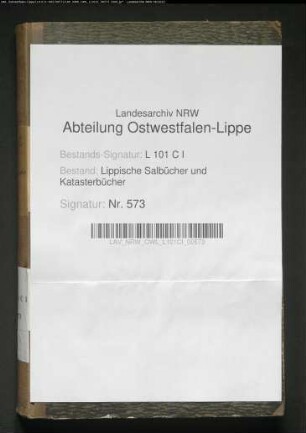 Landesarchiv NRW
Abteilung Ostwestfalen-Lippe
Bestands-Signatur: L 101 C I
Bestand: Lippische Salbücher und
Katasterbücher
Signatur: Nr. 573